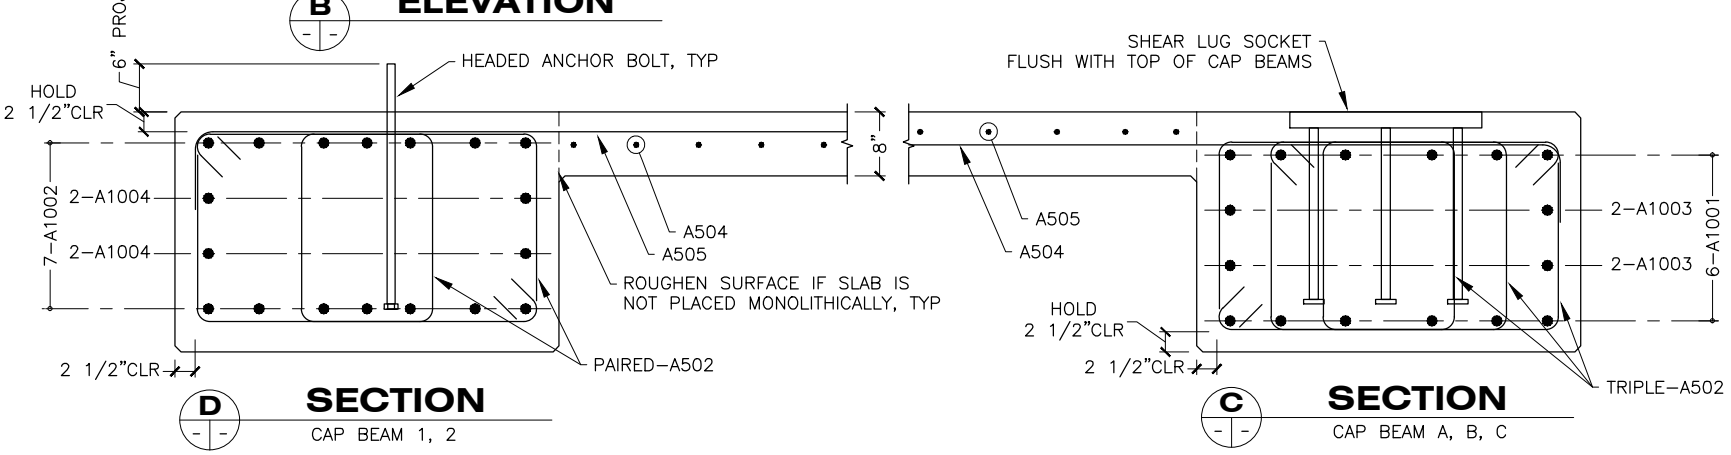 B
ELEVATION
- -
6" PRO
HOLD
2 1/2"CLR
HEADED ANCHOR BOLT, TYP
SHEAR LUG SOCKET
FLUSH WITH TOP OF CAP BEAMS
8"
7-A1002
2-A1004
2-A1004
A504
A505
ROUGHEN SURFACE IF SLAB IS
NOT PLACED MONOLITHICALLY, TYP
PAIRED-A502
2 1/2"CLR
D
- -
SECTION
CAP BEAM 1, 2
A505
A504
2-A1003
2-A1003
6-A1001
HOLD
2 1/2"CLR
2 1/2"CLR
TRIPLE-A502
C
- -
SECTION
CAP BEAM A, B, C